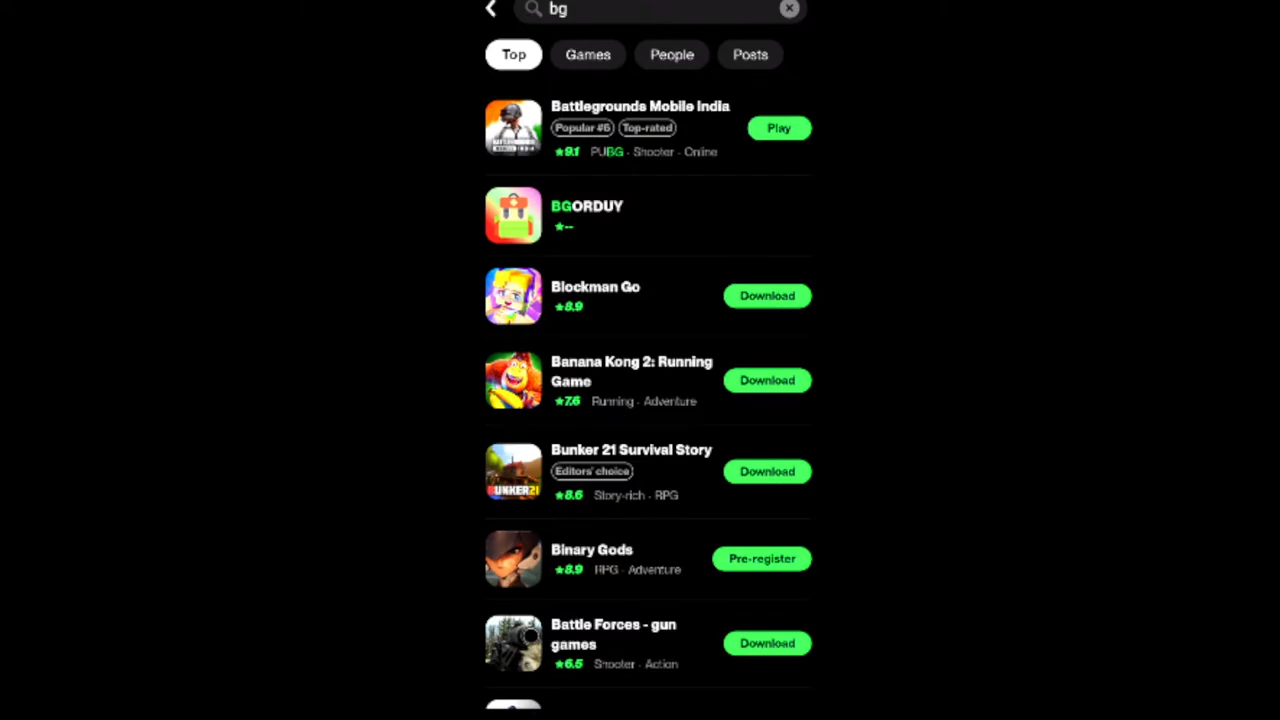 bg
Top Games People Posts
Battlegrounds Mobile India
Popular #6 Top-rated
Play
★9.1 PUBG · Shooter · Online
BGORDUY
★--
Blockman Go
Download
★8.9
Banana Kong 2: Running
Game
Download
★7.6 Running · Adventure
Bunker 21 Survival Story
Editors' choice
Download
★8.6 Story-rich · RPG
BUNKER21
Binary Gods
Pre-register
★8.9 RPG · Adventure
Battle Forces - gun
games
Download
★6.5 Shooter · Action